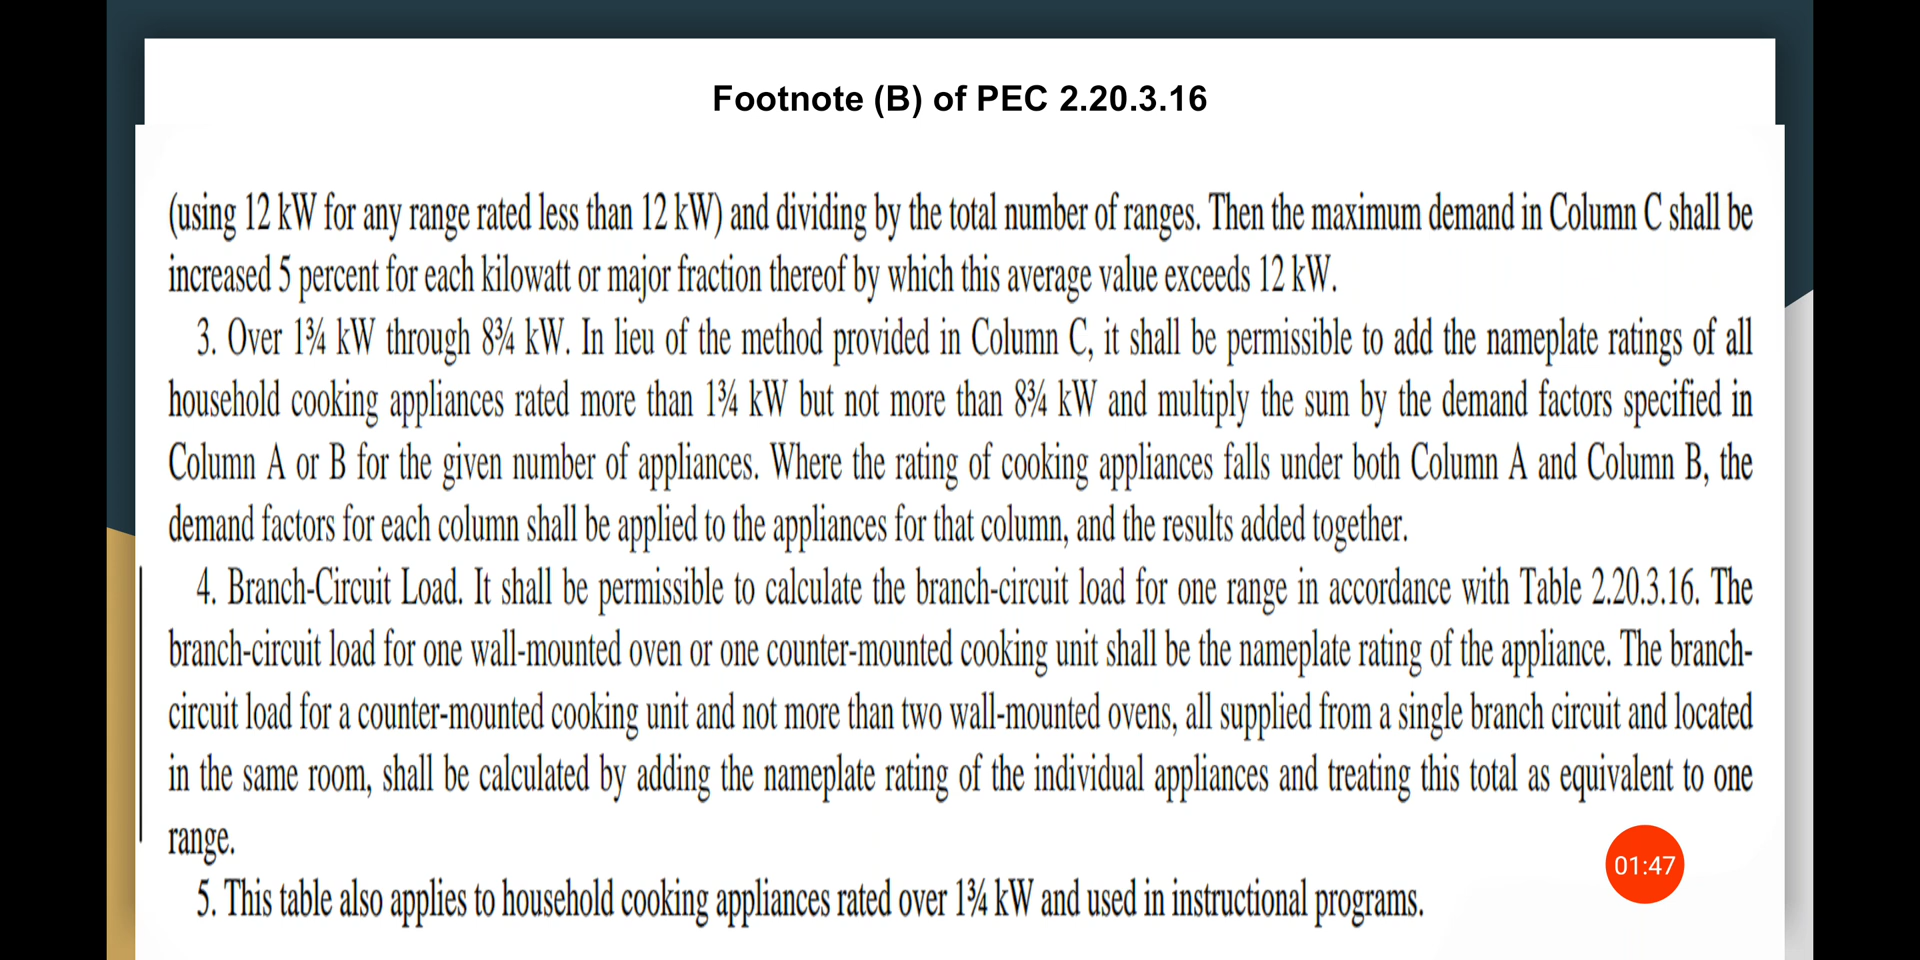 Footnote (B) of PEC 2.20.3.16
(using 12 kW for any range rated less than 12 kW) and dividing by the total number of ranges. Then the maximum demand in Column C shall be
increased 5 percent for each kilowatt or major fraction thereof by which this average value exceeds 12 kW.
3. Over 1¾ kW through 8¾ kW. In lieu of the method provided in Column C, it shall be permissible to add the nameplate ratings of all
household cooking appliances rated more than 1¾ kW but not more than 8¾ kW and multiply the sum by the demand factors specified in
Column A or B for the given number of appliances. Where the rating of cooking appliances falls under both Column A and Column B, the
demand factors for each column shall be applied to the appliances for that column, and the results added together.
4. Branch-Circuit Load. It shall be permissible to calculate the branch-circuit load for one range in accordance with Table 2.20.3.16. The
branch-circuit load for one wall-mounted oven or one counter-mounted cooking unit shall be the nameplate rating of the appliance. The branch-
circuit load for a counter-mounted cooking unit and not more than two wall-mounted ovens, all supplied from a single branch circuit and located
in the same room, shall be calculated by adding the nameplate rating of the individual appliances and treating this total as equivalent to one
range.
01:47
5. This table also applies to household cooking appliances rated over 1¾ kW and used in instructional programs.